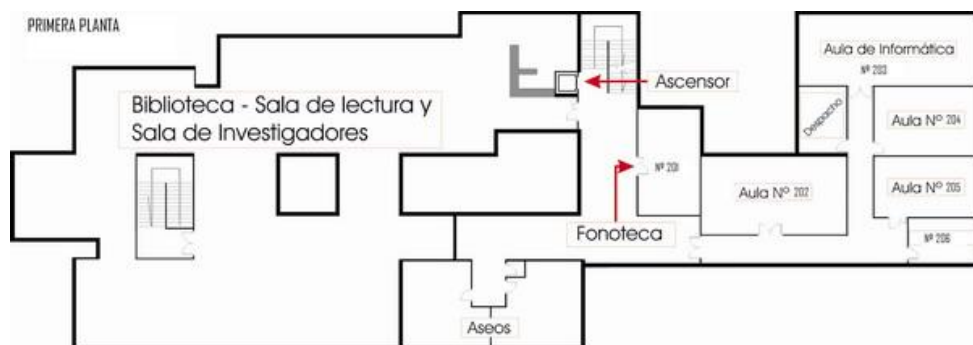 PRIMERA PLANTA
Aula de Informática
Nº 203
Ascensor
Biblioteca - Sala de lectura y
Sala de Investigadores
Despacho
Aula Nº 204
Nº 201
Aula Nº 202
Aula Nº 205
Fonoteca
Nº 206
Aseos